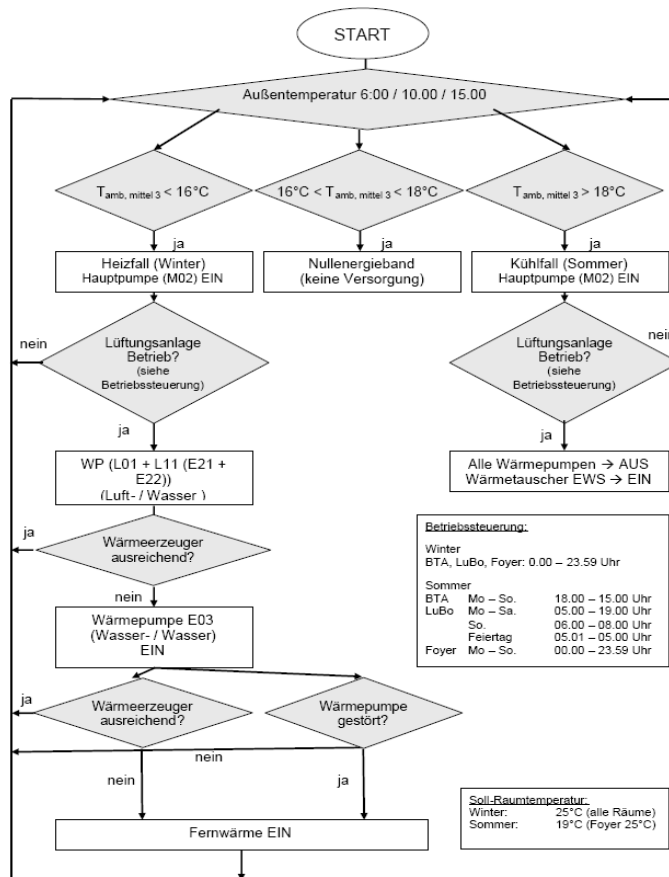 START
Außentemperatur 6:00 / 10.00 / 15.00
T amb, mittel 3 < 16°C
16°C < T amb, mittel 3 < 18°C
T amb, mittel 3 > 18°C
ja
ja
ja
Heizfall (Winter)
Hauptpumpe (M02) EIN
Nullenergieband
(keine Versorgung)
Kühlfall (Sommer)
Hauptpumpe (M02) EIN
nein
Lüftungsanlage
Betrieb?
(siehe
Betriebssteuerung)
nein
Lüftungsanlage
Betrieb?
(siehe
Betriebssteuerung)
ja
ja
WP (L01 + L11 (E21 +
E22))
(Luft- / Wasser )
Alle Wärmepumpen → AUS
Wärmetauscher EWS → EIN
ja
Wärmeerzeuger
ausreichend?
nein
Betriebssteuerung:
Winter
BTA, LuBo, Foyer: 0.00 – 23.59 Uhr
Sommer
BTA Mo – So. 18.00 – 15.00 Uhr
LuBo Mo – Sa. 05.00 – 19.00 Uhr
So. 06.00 – 08.00 Uhr
Feiertag 05.01 – 05.00 Uhr
Foyer Mo – So. 00.00 – 23.59 Uhr
Wärmepumpe E03
(Wasser- / Wasser)
EIN
ja
Wärmeerzeuger
ausreichend?
Wärmepumpe
gestört?
nein
nein
ja
Fernwärme EIN
Soll-Raumtemperatur:
Winter: 25°C (alle Räume)
Sommer: 19°C (Foyer 25°C)